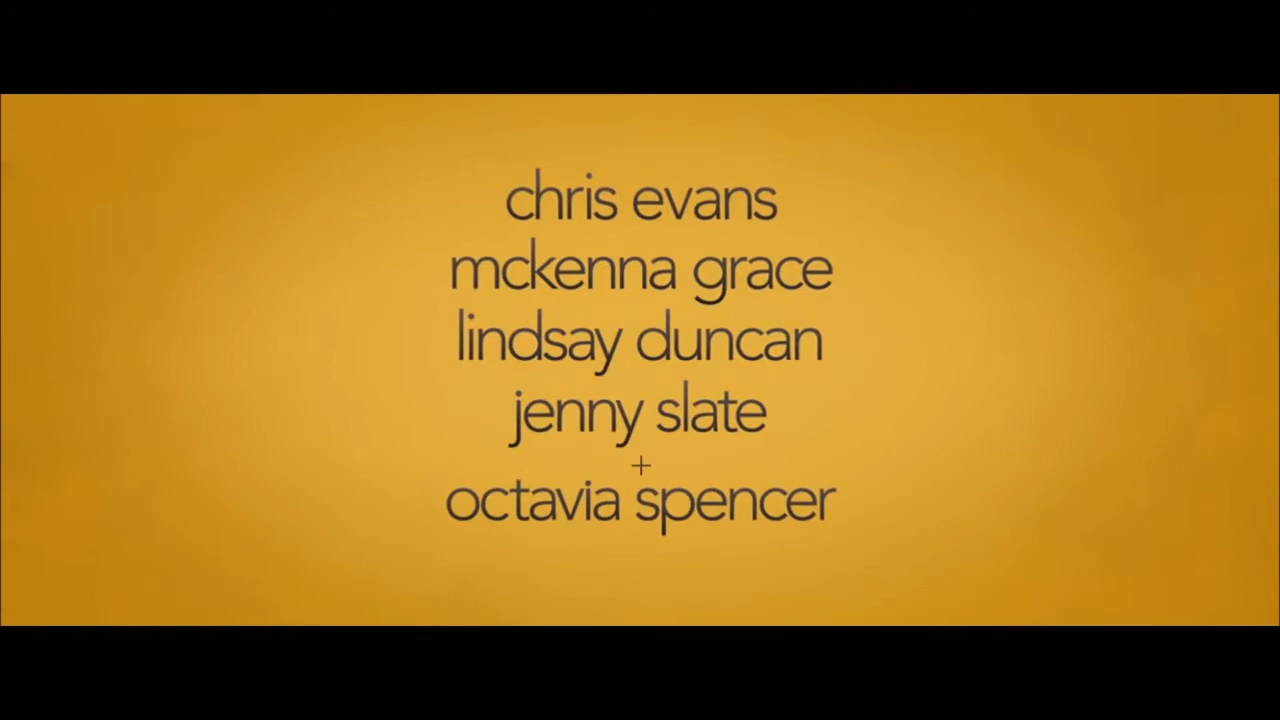 chris evans
mckenna grace
lindsay duncan
jenny slate
+
octavia spencer